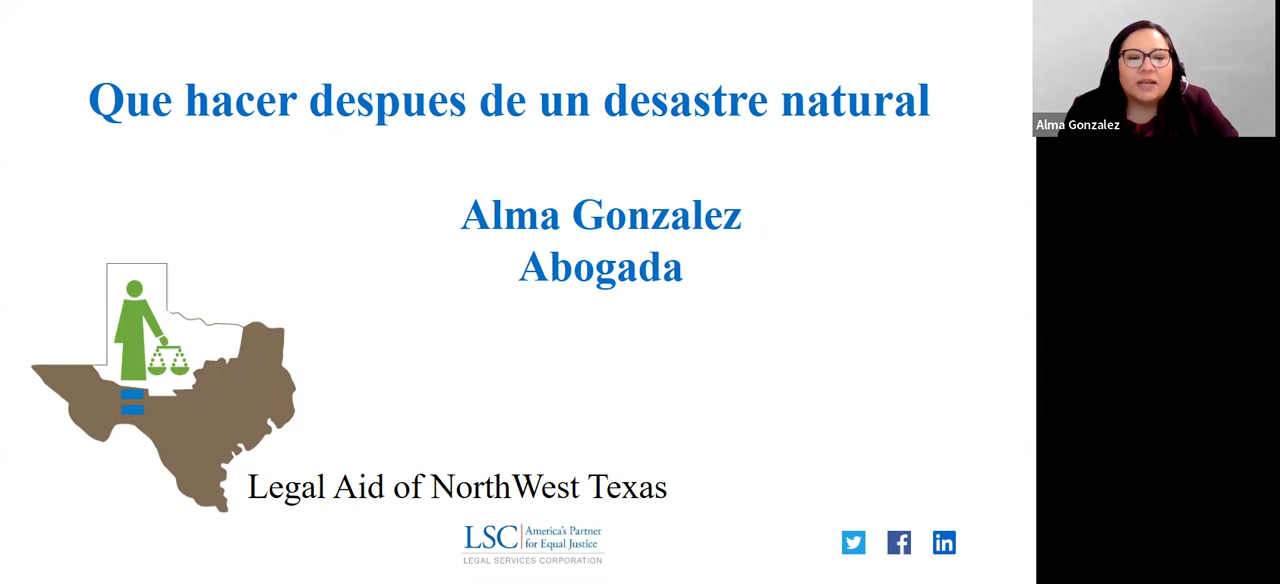 Que hacer despues de un desastre natural
Alma Gonzalez
Abogada
Legal Aid of NorthWest Texas
LSC America's Partner
for Equal Justice
LEGAL SERVICES CORPORATION
Alma Gonzalez